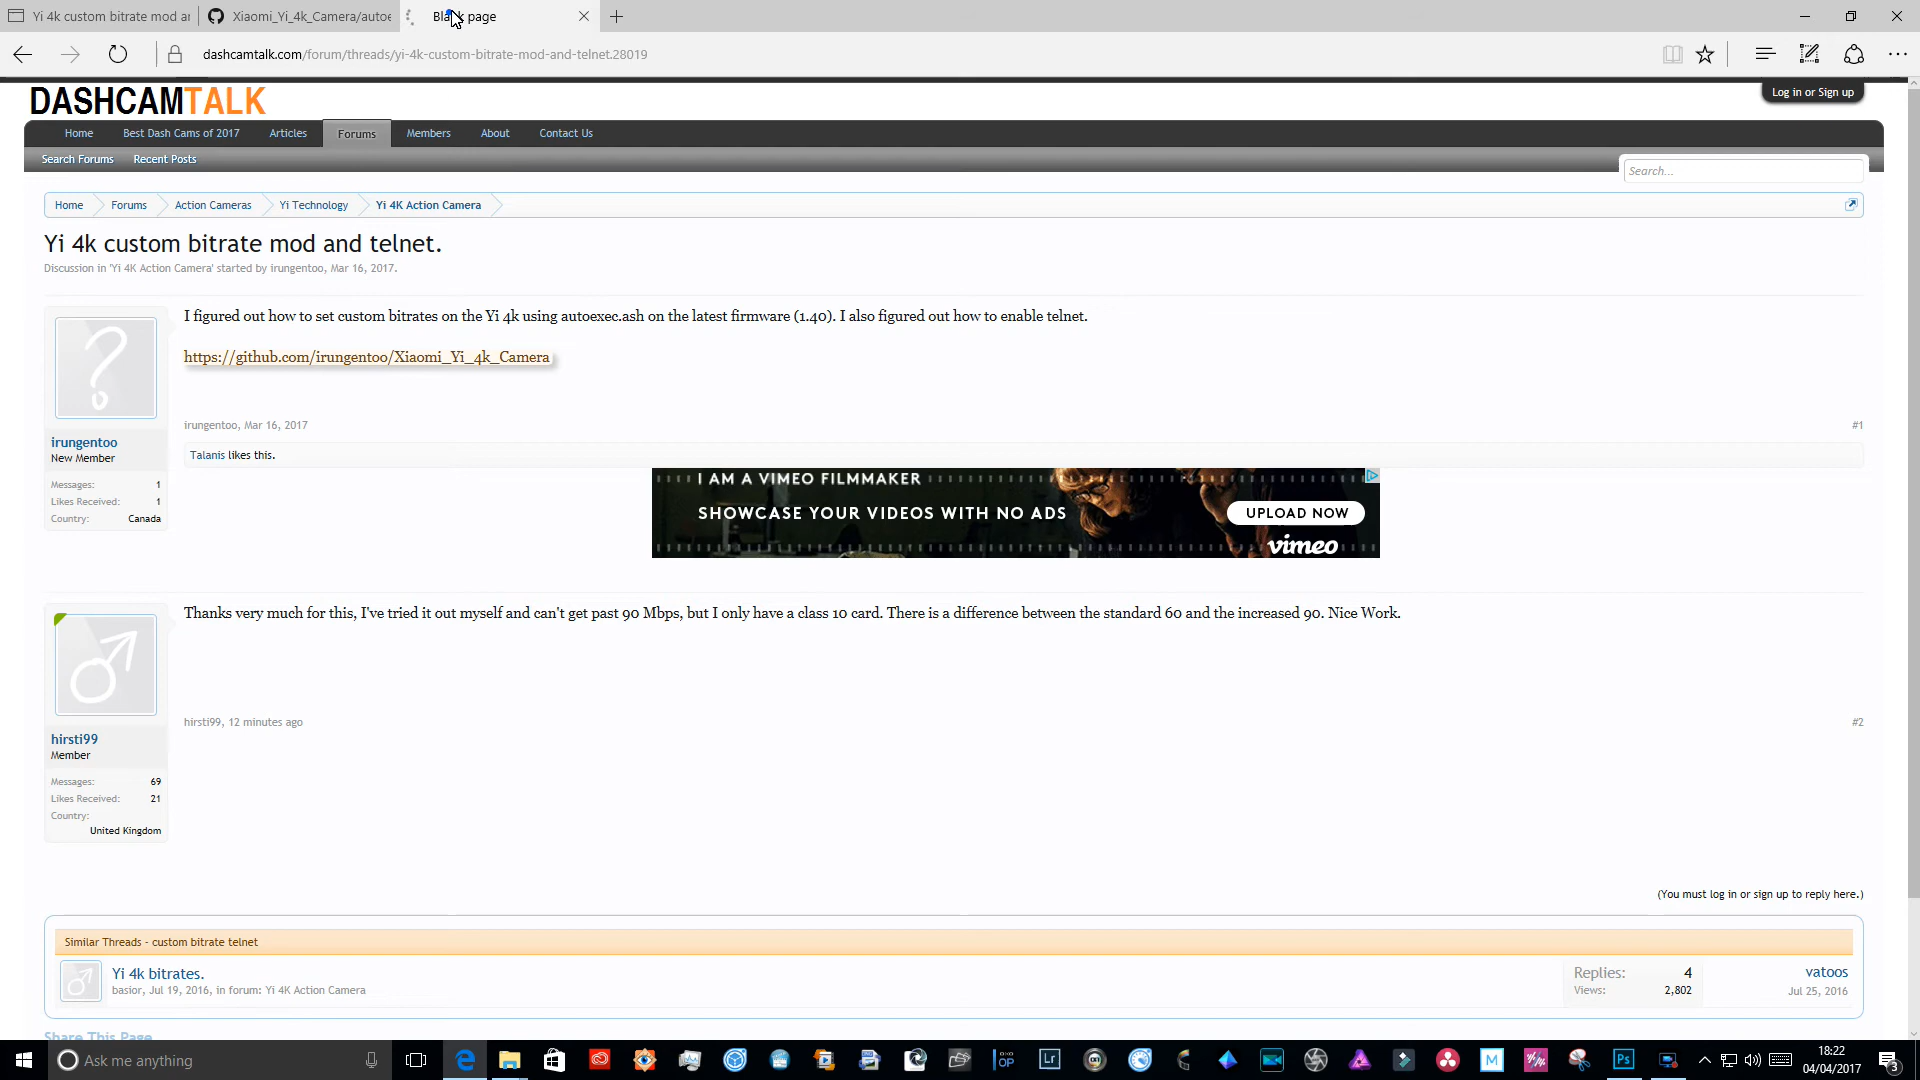 Yi 4k custom bitrate mod an
Xiaomi_Yi_4k_Camera/autoe
Blank page
dashcamtalk.com/forum/threads/yi-4k-custom-bitrate-mod-and-telnet.28019
DASHCAMTALK
Log in or Sign up
Home
Best Dash Cams of 2017
Articles
Forums
Members
About
Contact Us
Search Forums
Recent Posts
Search...
Home
Forums
Action Cameras
Yi Technology
Yi 4K Action Camera
Yi 4k custom bitrate mod and telnet.
Discussion in 'Yi 4K Action Camera' started by irungentoo, Mar 16, 2017.
I figured out how to set custom bitrates on the Yi 4k using autoexec.ash on the latest firmware (1.40). I also figured out how to enable telnet.
https://github.com/irungentoo/Xiaomi_Yi_4k_Camera
irungentoo, Mar 16, 2017
#1
irungentoo
New Member
Talanis likes this.
Messages: 1
Likes Received: 1
Country: Canada
I AM A VIMEO FILMMAKER
SHOWCASE YOUR VIDEOS WITH NO ADS
UPLOAD NOW
vimeo
Thanks very much for this, I've tried it out myself and can't get past 90 Mbps, but I only have a class 10 card. There is a difference between the standard 60 and the increased 90. Nice Work.
hirsti99, 12 minutes ago
#2
hirsti99
Member
Messages: 69
Likes Received: 21
Country:
United Kingdom
(You must log in or sign up to reply here.)
Similar Threads - custom bitrate telnet
Yi 4k bitrates.
basior, Jul 19, 2016, in forum: Yi 4K Action Camera
Replies: 4
Views: 2,802
vatoos
Jul 25, 2016
Share This Page
Ask me anything
OP
Lr
M
Ps
18:22
04/04/2017
3